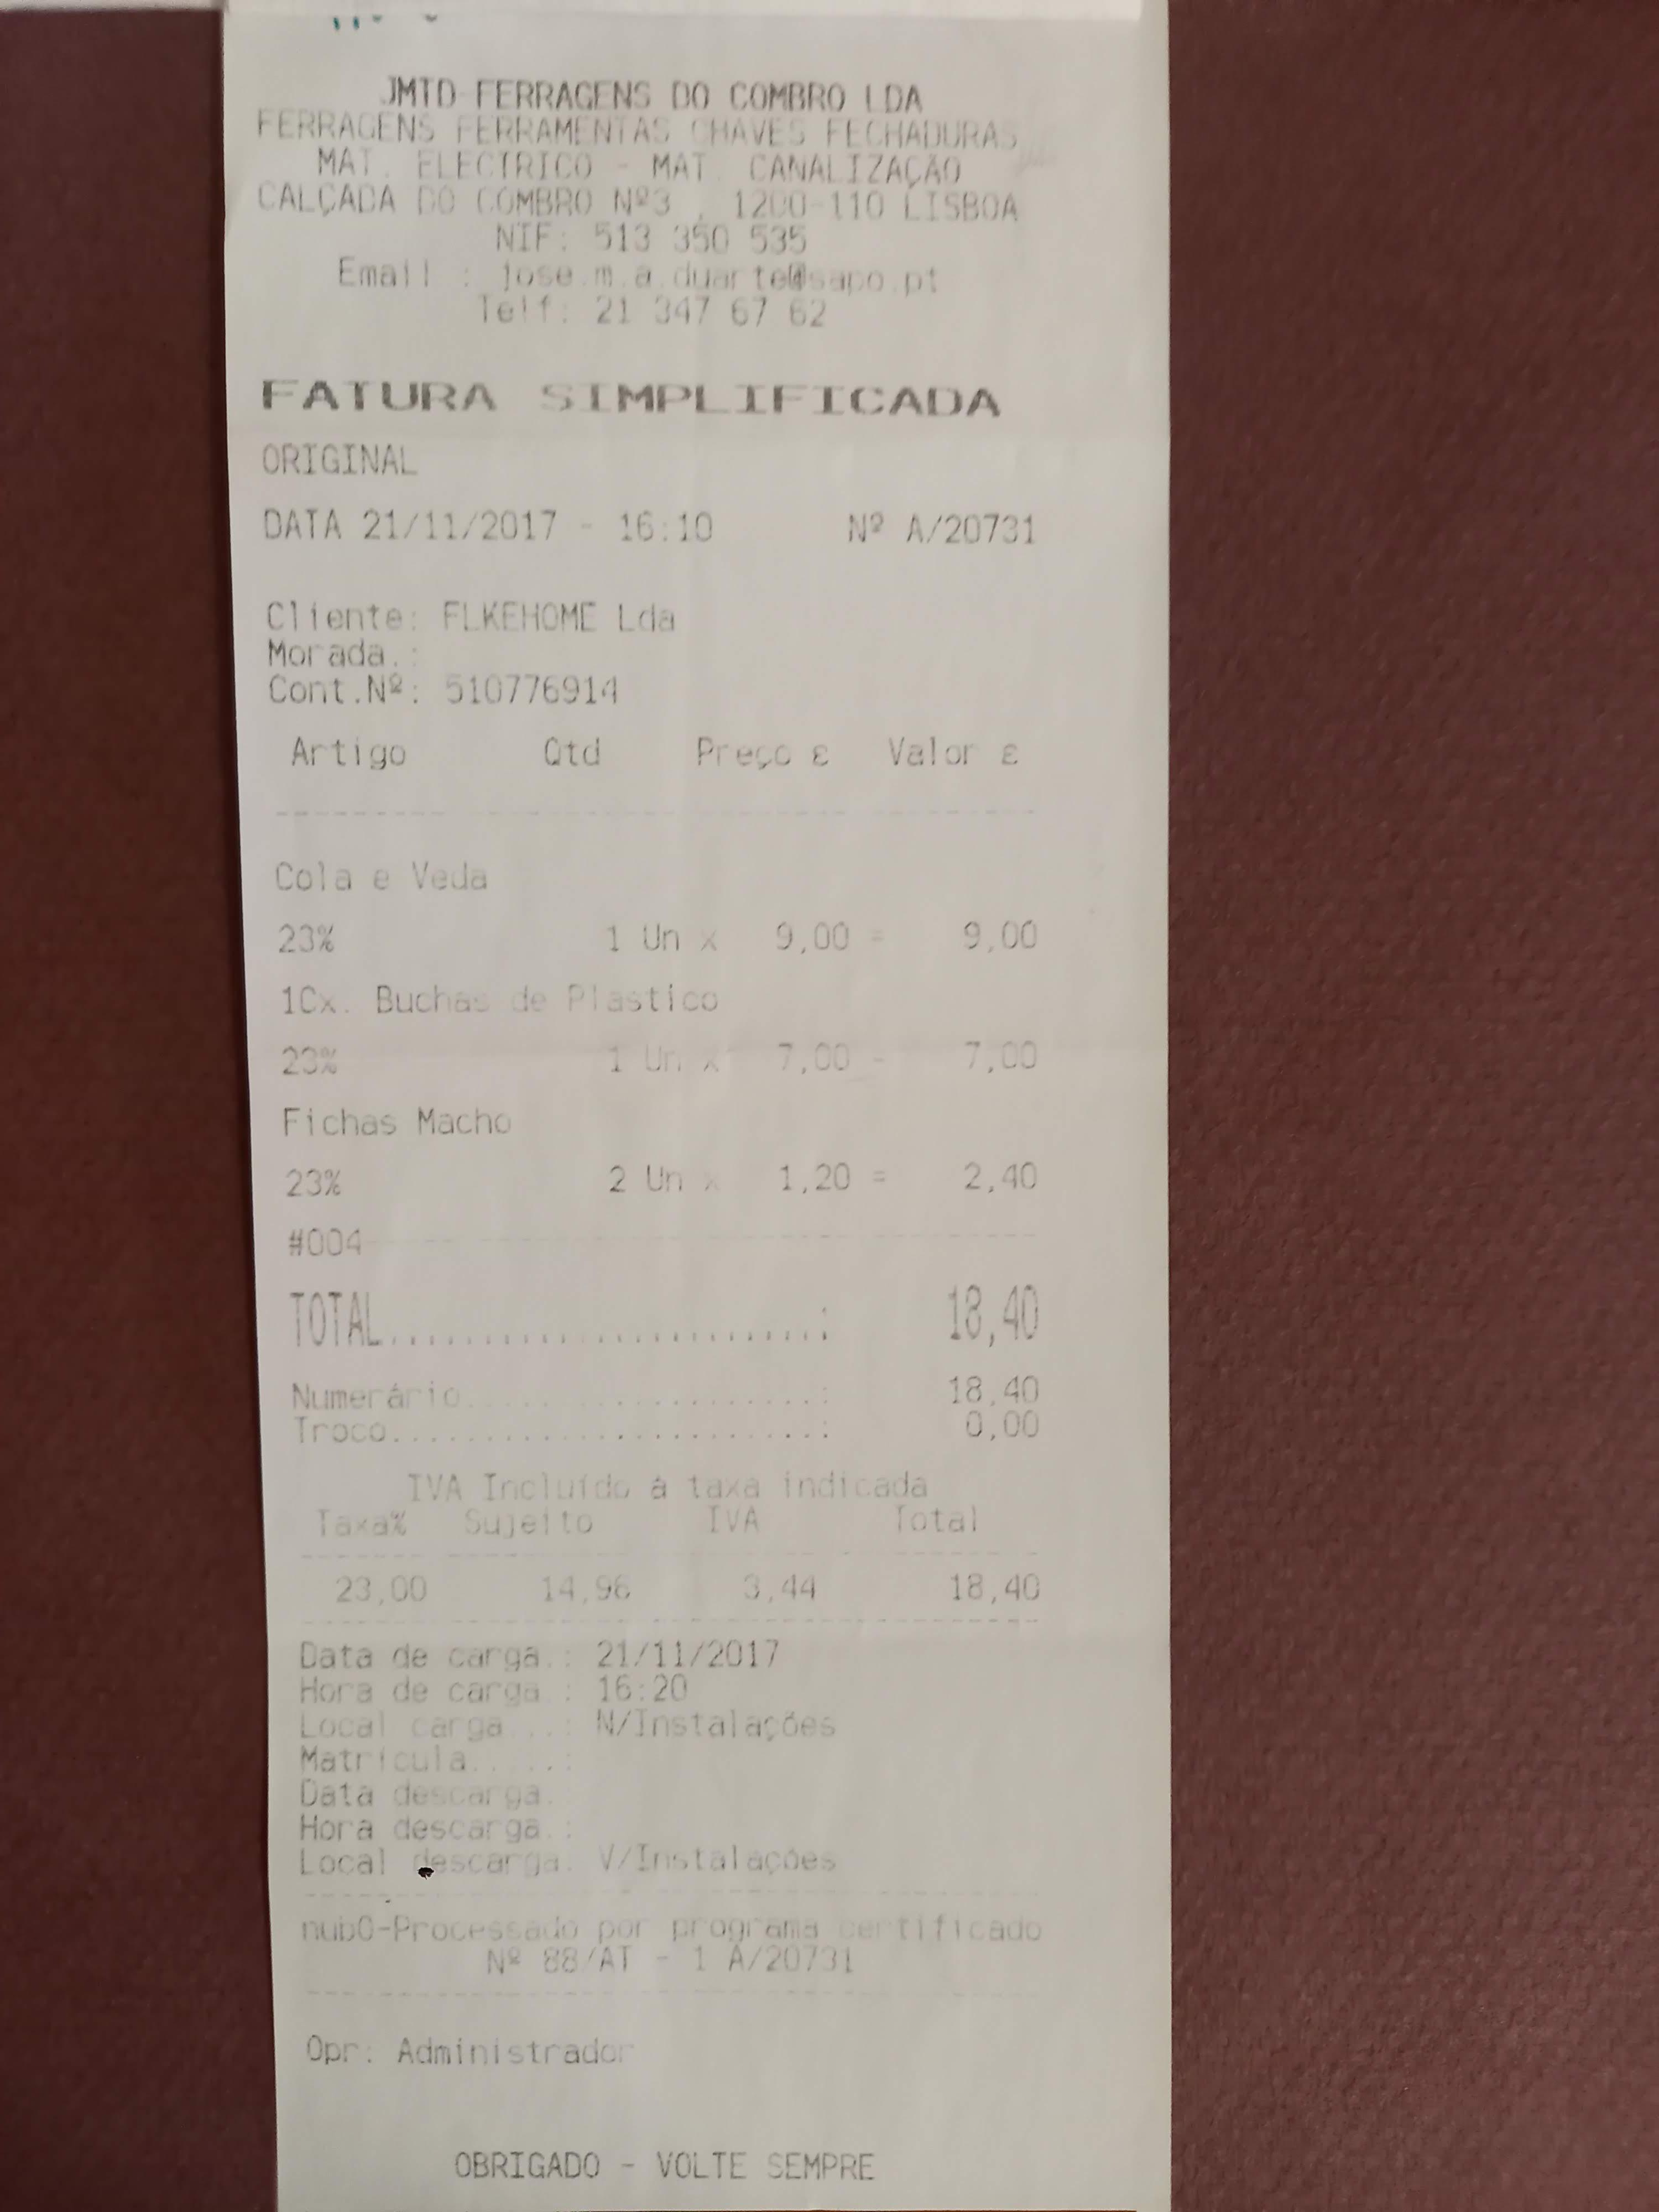 JMTD-FERRAGENS DO COMBRO LDA
FERRAGENS FERRAMENTAS CHAVES FECHADURAS
MAT. ELECTRICO - MAT. CANALIZAÇÃO
CALÇADA DO COMBRO Nº3 , 1200-110 LISBOA
NIF: 513 350 535
Email : jose.m.a.duarte@sapo.pt
Telf: 21 347 67 62
FATURA SIMPLIFICADA
ORIGINAL
DATA 21/11/2017 - 16:10 Nº A/20731
Cliente: FLKEHOME Lda
Morada.:
Cont.Nº: 510776914
Artigo Qtd Preço € Valor €
Cola e Veda
23% 1 Un x 9,00 = 9,00
1Cx. Buchas de Plastico
23% 1 Un x 7,00 = 7,00
Fichas Macho
23% 2 Un x 1,20 = 2,40
#004
TOTAL.......................: 18,40
Numerário...................: 18,40
Troco.......................: 0,00
IVA Incluído à taxa indicada
Taxa% Sujeito IVA Total
23,00 14,96 3,44 18,40
Data de carga.: 21/11/2017
Hora de carga.: 16:20
Local carga...: N/Instalações
Matrícula.....:
Data descarga.:
Hora descarga.:
Local descarga. V/Instalações
nubO-Processado por programa certificado
Nº 88/AT - 1 A/20731
Opr: Administrador
OBRIGADO - VOLTE SEMPRE